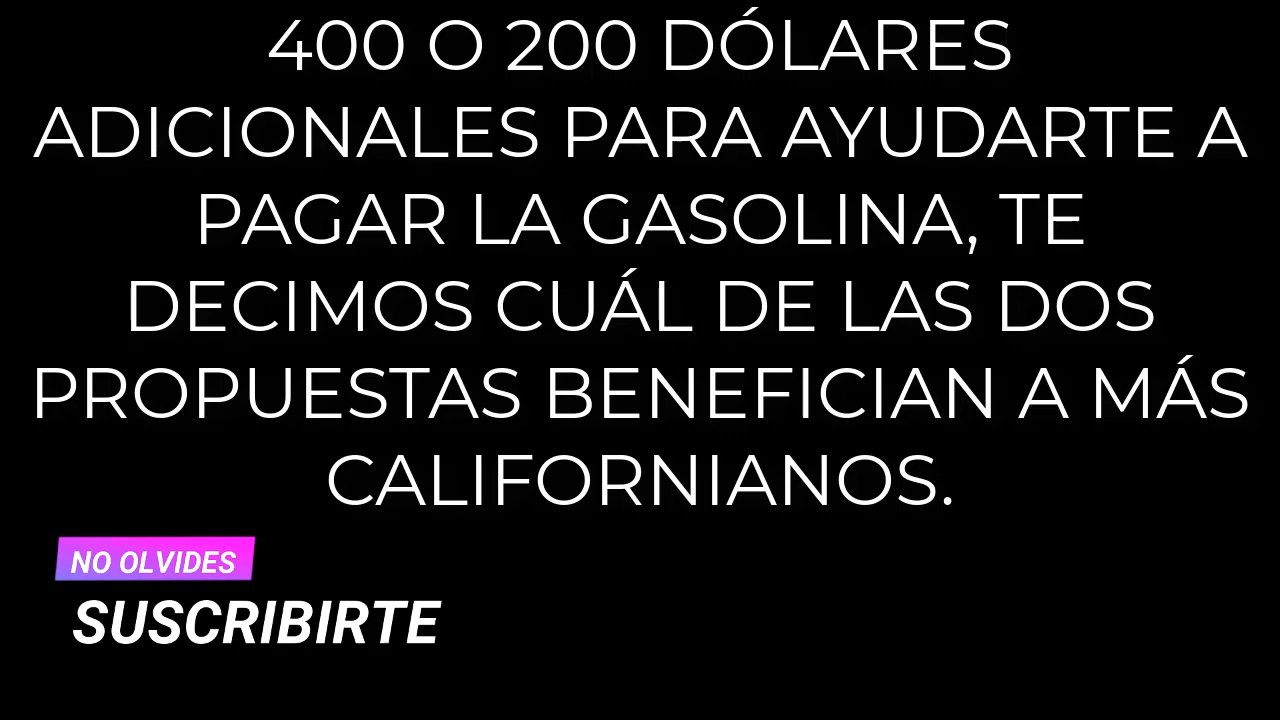 400 O 200 DÓLARES
ADICIONALES PARA AYUDARTE A
PAGAR LA GASOLINA, TE
DECIMOS CUÁL DE LAS DOS
PROPUESTAS BENEFICIAN A MÁS
CALIFORNIANOS.
NO OLVIDES
SUSCRIBIRTE